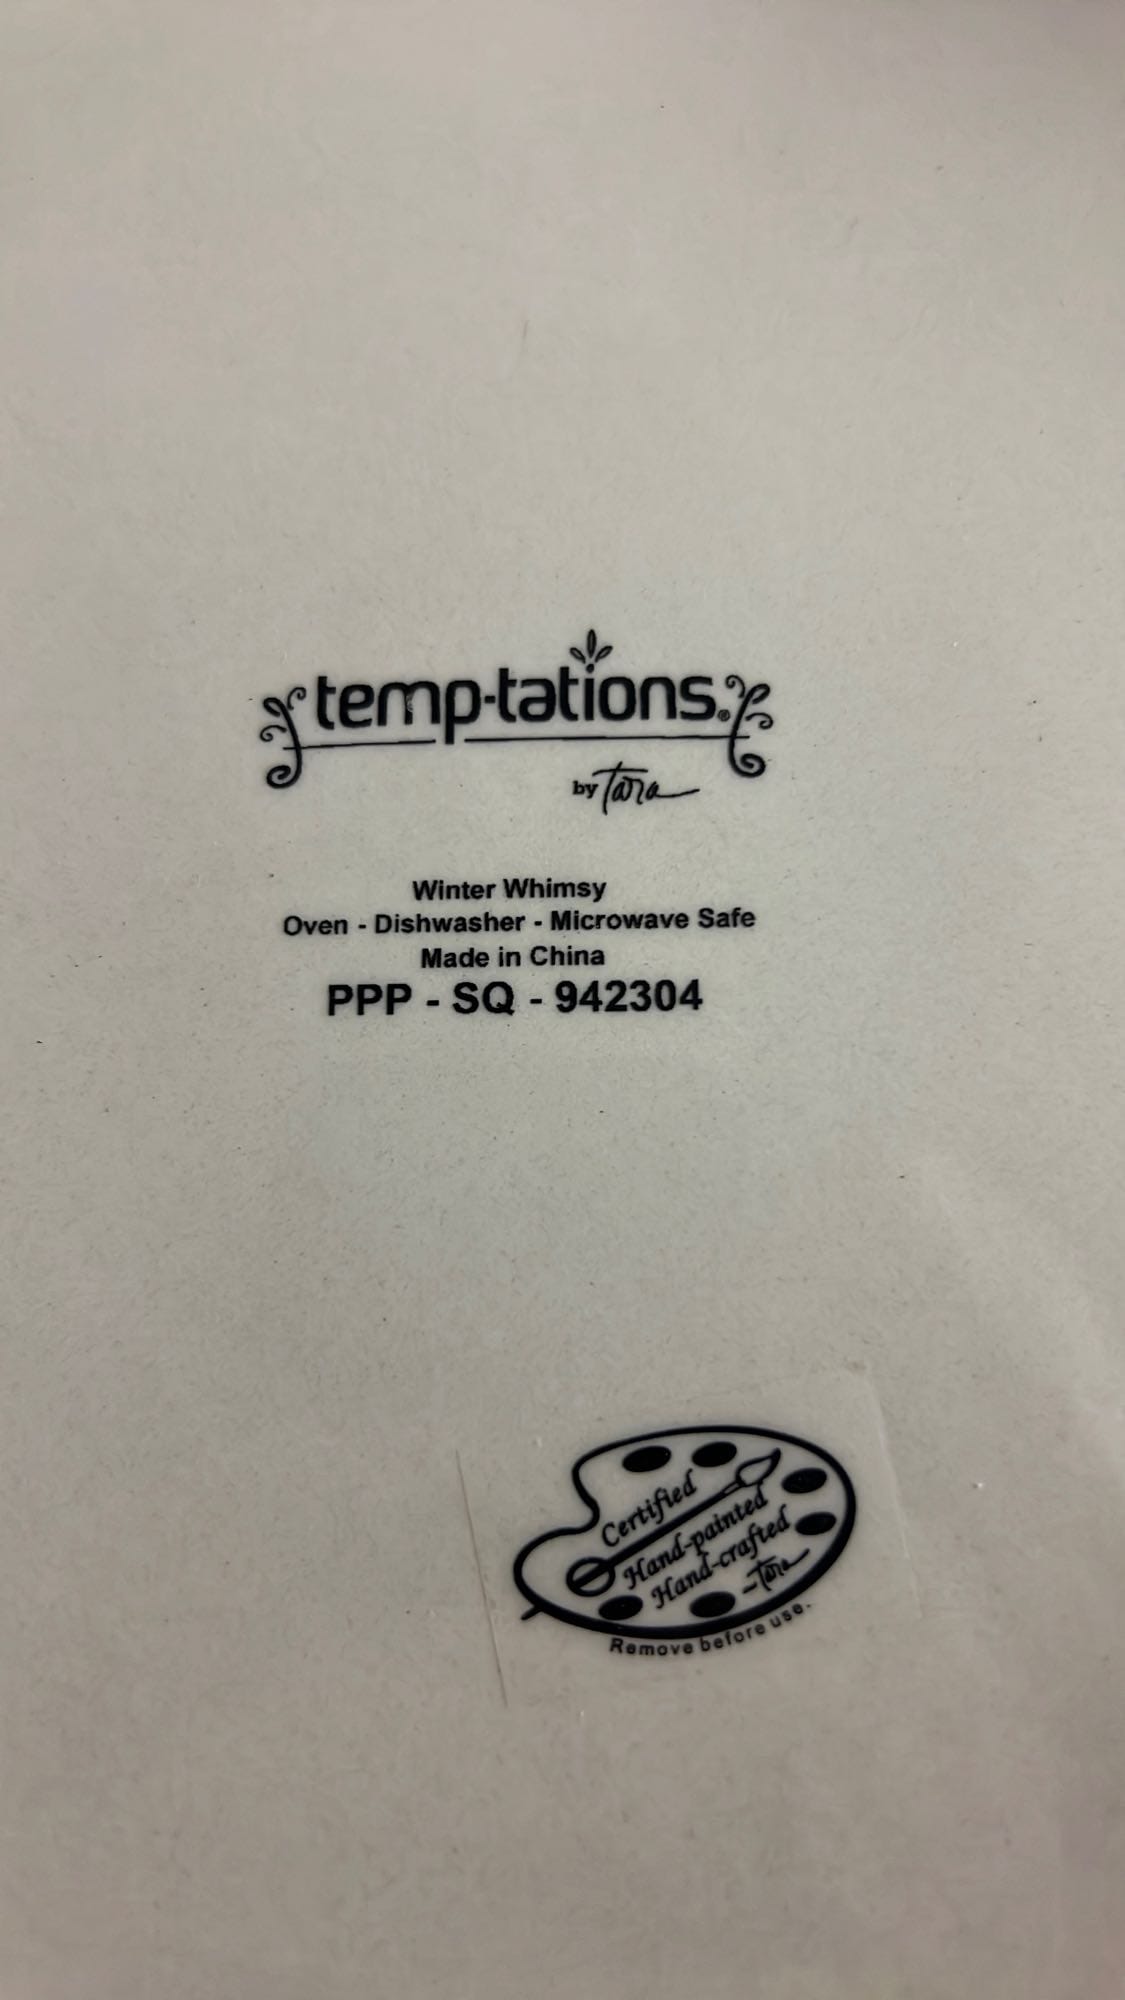 temp-tations®
by Tara
Winter Whimsy
Oven - Dishwasher - Microwave Safe
Made in China
PPP - SQ - 942304
Certified
Hand-painted
Hand-crafted
-Tara
Remove before use.